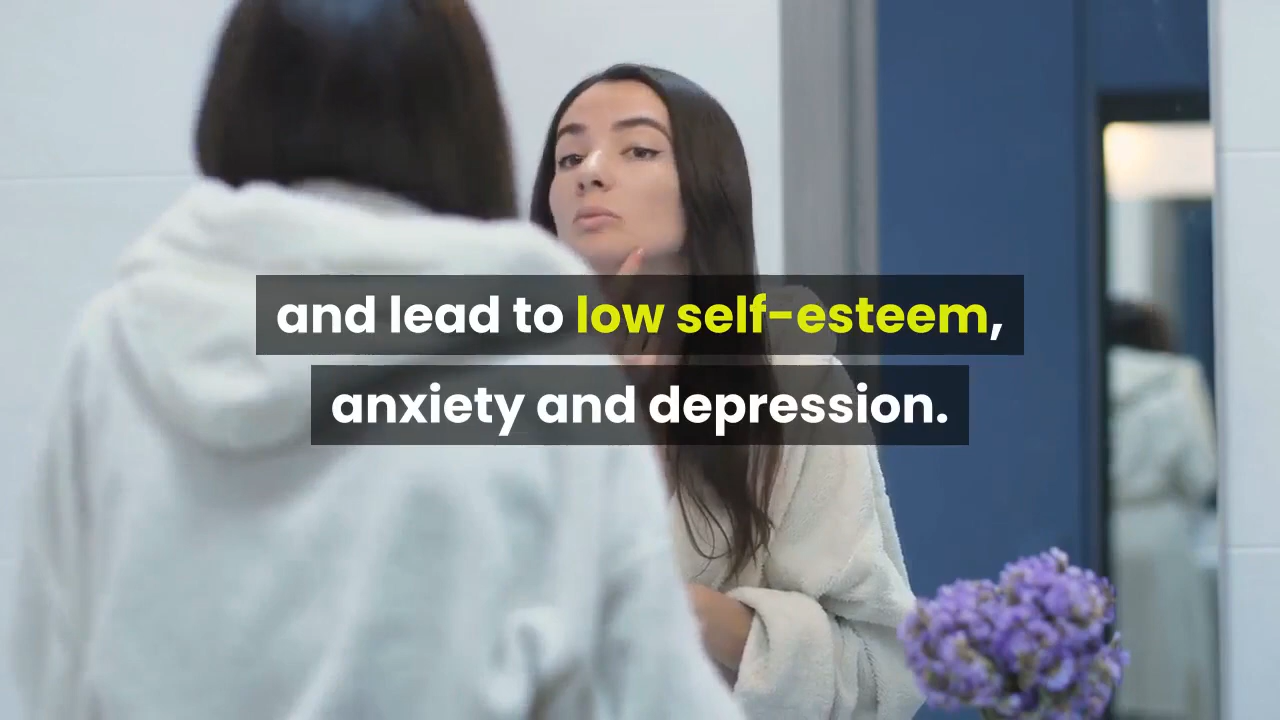 and lead to low self-esteem,
anxiety and depression.